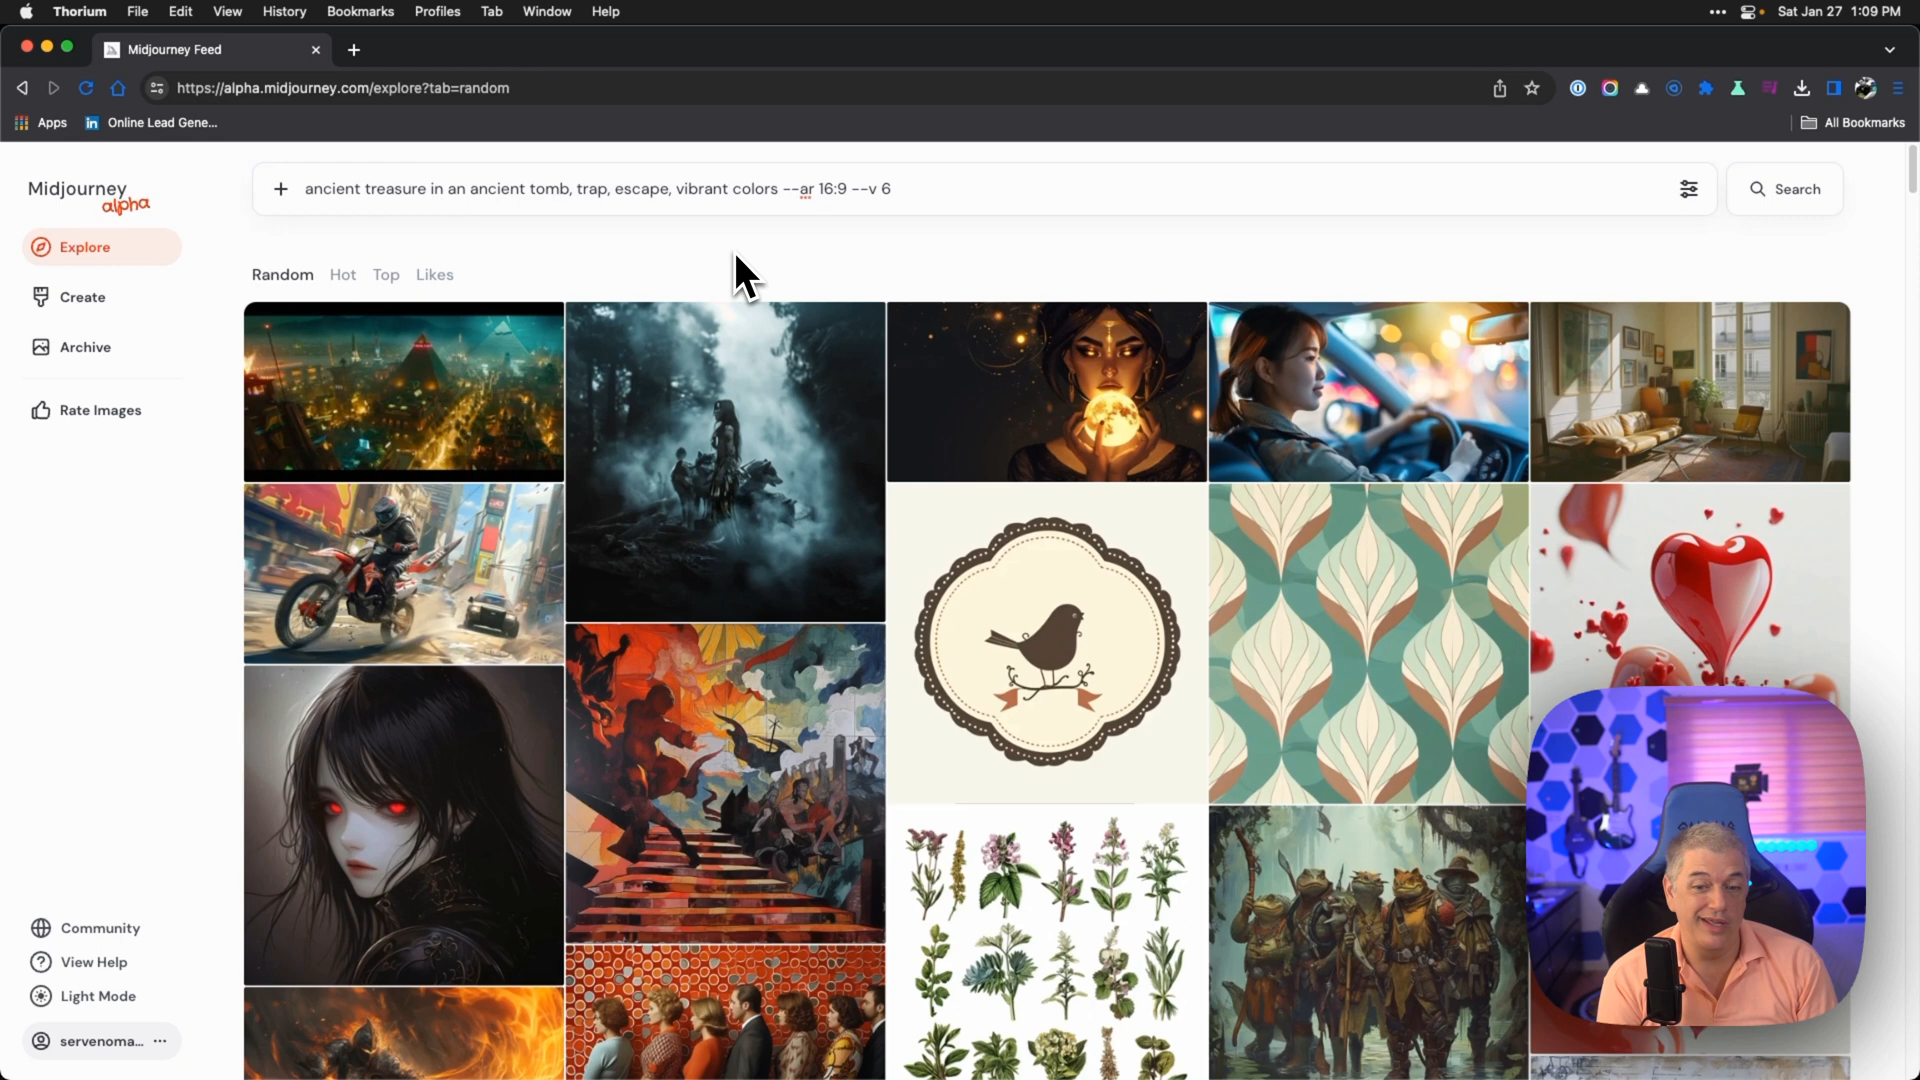 Thorium File Edit View History Bookmarks Profiles Tab Window Help
Sat Jan 27 1:09 PM
Midjourney Feed
https://alpha.midjourney.com/explore?tab=random
Apps Online Lead Gene...
All Bookmarks
Midjourney
alpha
ancient treasure in an ancient tomb, trap, escape, vibrant colors --ar 16:9 --v 6
Search
Explore
Create
Archive
Rate Images
Random Hot Top Likes
Community
View Help
Light Mode
servenoma...